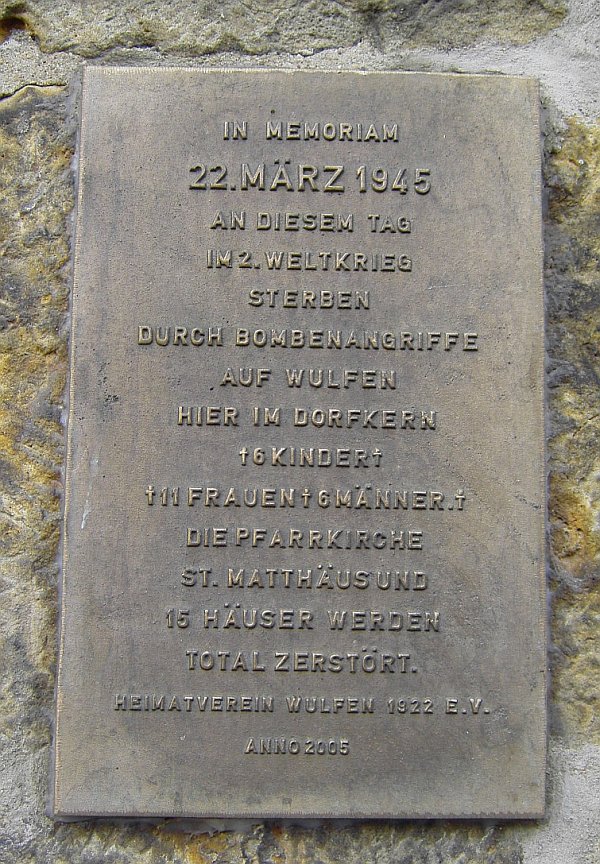 IN MEMORIAM
22. MÄRZ 1945
AN DIESEM TAG
IM 2. WELTKRIEG
STERBEN
DURCH BOMBENANGRIFFE
AUF WULFEN
HIER IM DORFKERN
†6 KINDER†
†11 FRAUEN†6 MÄNNER.†
DIE PFARRKIRCHE
ST. MATTHÄUS UND
15 HÄUSER WERDEN
TOTAL ZERSTÖRT.
HEIMATVEREIN WULFEN 1922 E.V.
ANNO 2005